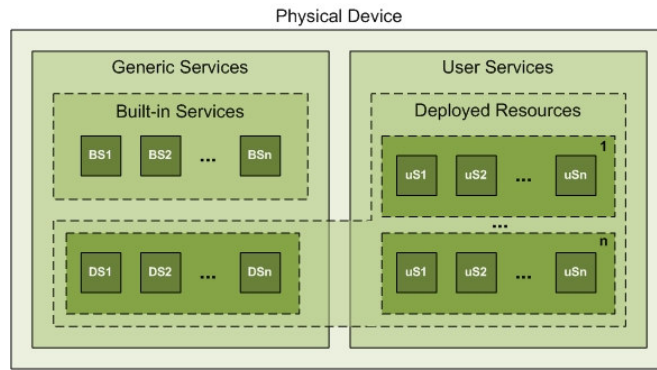 Physical Device
Generic Services
Built-in Services
BS1 BS2 ... BSn
DS1 DS2 ... DSn
User Services
Deployed Resources
1
uS1 uS2 ... uSn
...
n
uS1 uS2 ... uSn